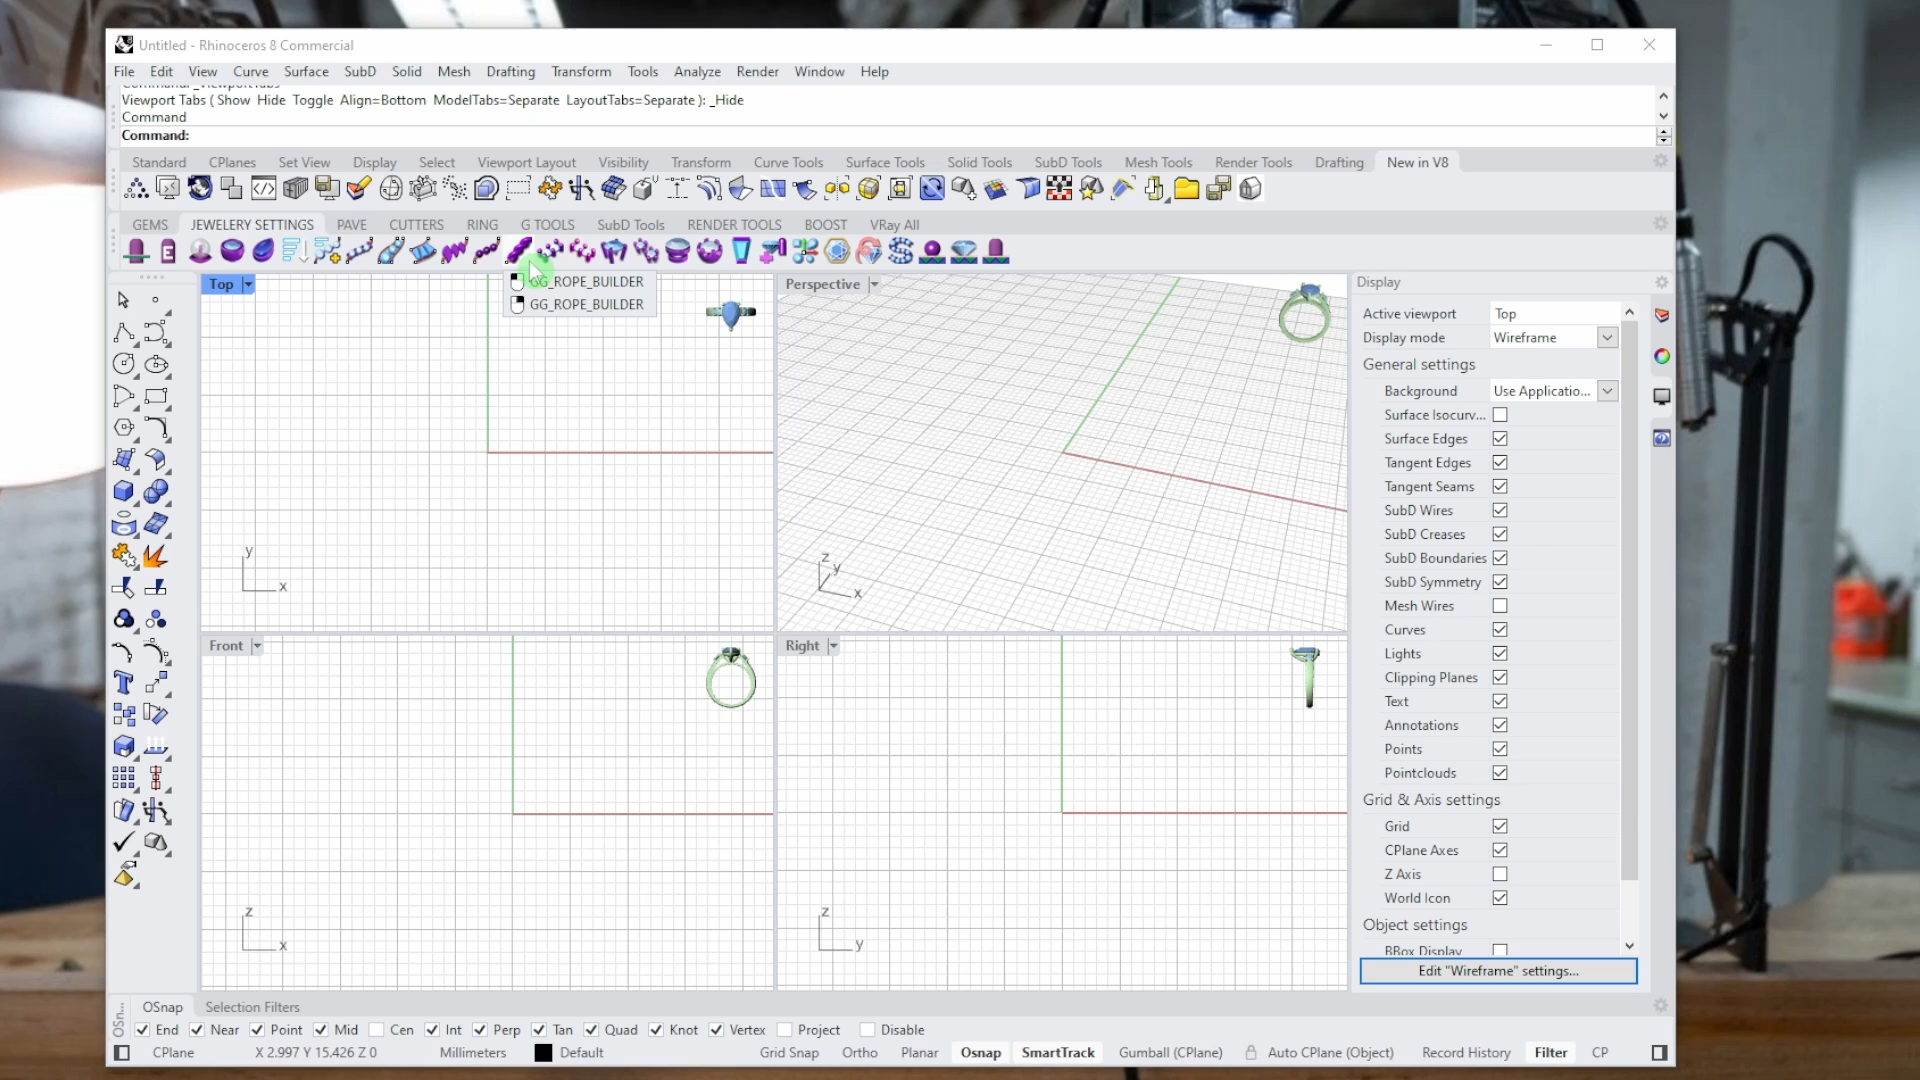 Untitled - Rhinoceros 8 Commercial
File Edit View Curve Surface SubD Solid Mesh Drafting Transform Tools Analyze Render Window Help
Viewport Tabs ( Show Hide Toggle Align=Bottom ModelTabs=Separate LayoutTabs=Separate ): _Hide
Command
Command:
Standard CPlanes Set View Display Select Viewport Layout Visibility Transform Curve Tools Surface Tools Solid Tools SubD Tools Mesh Tools Render Tools Drafting New in V8
GEMS JEWELERY SETTINGS PAVE CUTTERS RING G TOOLS SubD Tools RENDER TOOLS BOOST VRay All
GG_ROPE_BUILDER
GG_ROPE_BUILDER
Top
Perspective
y
x
z
y
x
Front
Right
z
x
z
y
Display
Active viewport Top
Display mode Wireframe
General settings
Background Use Applicatio...
Surface Isocurv...
Surface Edges
Tangent Edges
Tangent Seams
SubD Wires
SubD Creases
SubD Boundaries
SubD Symmetry
Mesh Wires
Curves
Lights
Clipping Planes
Text
Annotations
Points
Pointclouds
Grid & Axis settings
Grid
CPlane Axes
Z Axis
World Icon
Object settings
BBox Display
Edit "Wireframe" settings...
OSn...
OSnap Selection Filters
End Near Point Mid Cen Int Perp Tan Quad Knot Vertex Project Disable
CPlane X 2.997 Y 15.426 Z 0 Millimeters Default Grid Snap Ortho Planar Osnap SmartTrack Gumball (CPlane) Auto CPlane (Object) Record History Filter CP